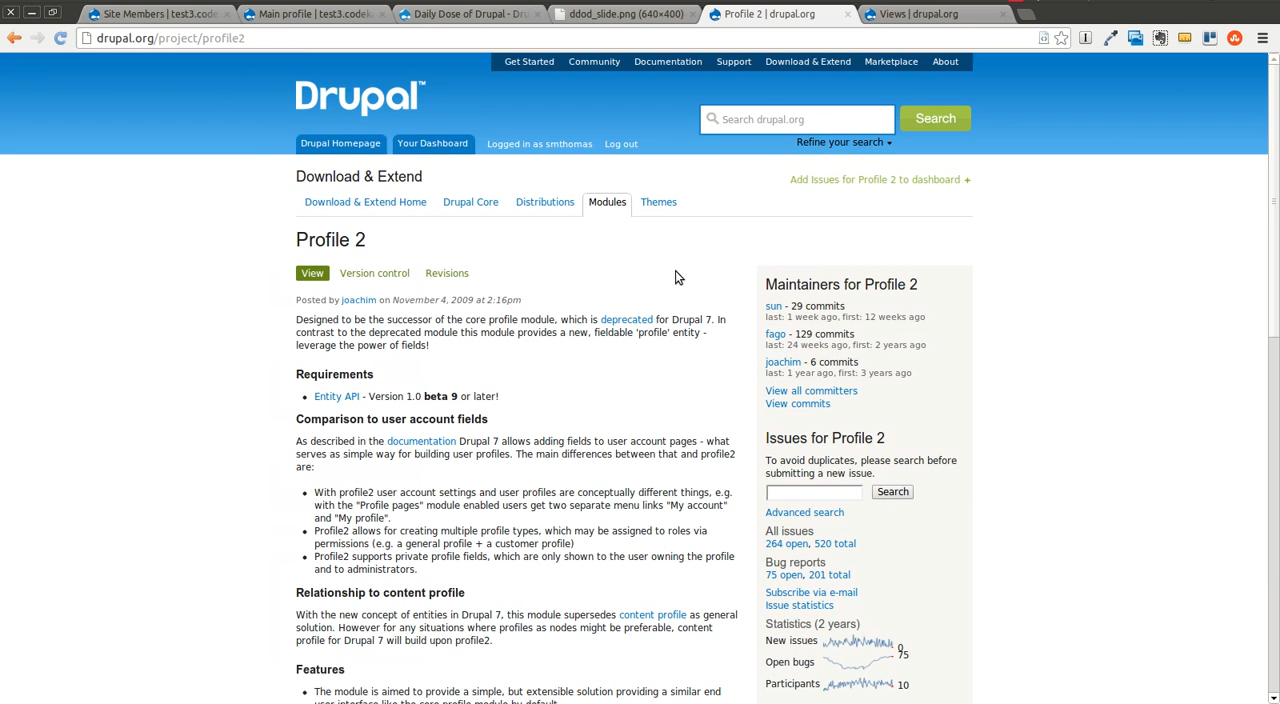 Site Members | test3.codek
Main profile | test3.codeka
Daily Dose of Drupal - Dru
ddod_slide.png (640×400)
Profile 2 | drupal.org
Views | drupal.org
drupal.org/project/profile2
Get Started Community Documentation Support Download & Extend Marketplace About
Drupal™
Search drupal.org Search
Refine your search
Drupal Homepage Your Dashboard Logged in as smthomas Log out
Download & Extend
Add Issues for Profile 2 to dashboard +
Download & Extend Home Drupal Core Distributions Modules Themes
Profile 2
View Version control Revisions
Posted by joachim on November 4, 2009 at 2:16pm
Designed to be the successor of the core profile module, which is deprecated for Drupal 7. In
contrast to the deprecated module this module provides a new, fieldable 'profile' entity -
leverage the power of fields!
Requirements
• Entity API - Version 1.0 beta 9 or later!
Comparison to user account fields
As described in the documentation Drupal 7 allows adding fields to user account pages - what
serves as simple way for building user profiles. The main differences between that and profile2
are:
• With profile2 user account settings and user profiles are conceptually different things, e.g.
with the "Profile pages" module enabled users get two separate menu links "My account"
and "My profile".
• Profile2 allows for creating multiple profile types, which may be assigned to roles via
permissions (e.g. a general profile + a customer profile)
• Profile2 supports private profile fields, which are only shown to the user owning the profile
and to administrators.
Relationship to content profile
With the new concept of entities in Drupal 7, this module supersedes content profile as general
solution. However for any situations where profiles as nodes might be preferable, content
profile for Drupal 7 will build upon profile2.
Features
• The module is aimed to provide a simple, but extensible solution providing a similar end
user interface like the core profile module by default.
Maintainers for Profile 2
sun - 29 commits
last: 1 week ago, first: 12 weeks ago
fago - 129 commits
last: 24 weeks ago, first: 2 years ago
joachim - 6 commits
last: 1 year ago, first: 3 years ago
View all committers
View commits
Issues for Profile 2
To avoid duplicates, please search before
submitting a new issue.
Search
Advanced search
All issues
264 open, 520 total
Bug reports
75 open, 201 total
Subscribe via e-mail
Issue statistics
Statistics (2 years)
New issues 0
Open bugs 75
Participants 10